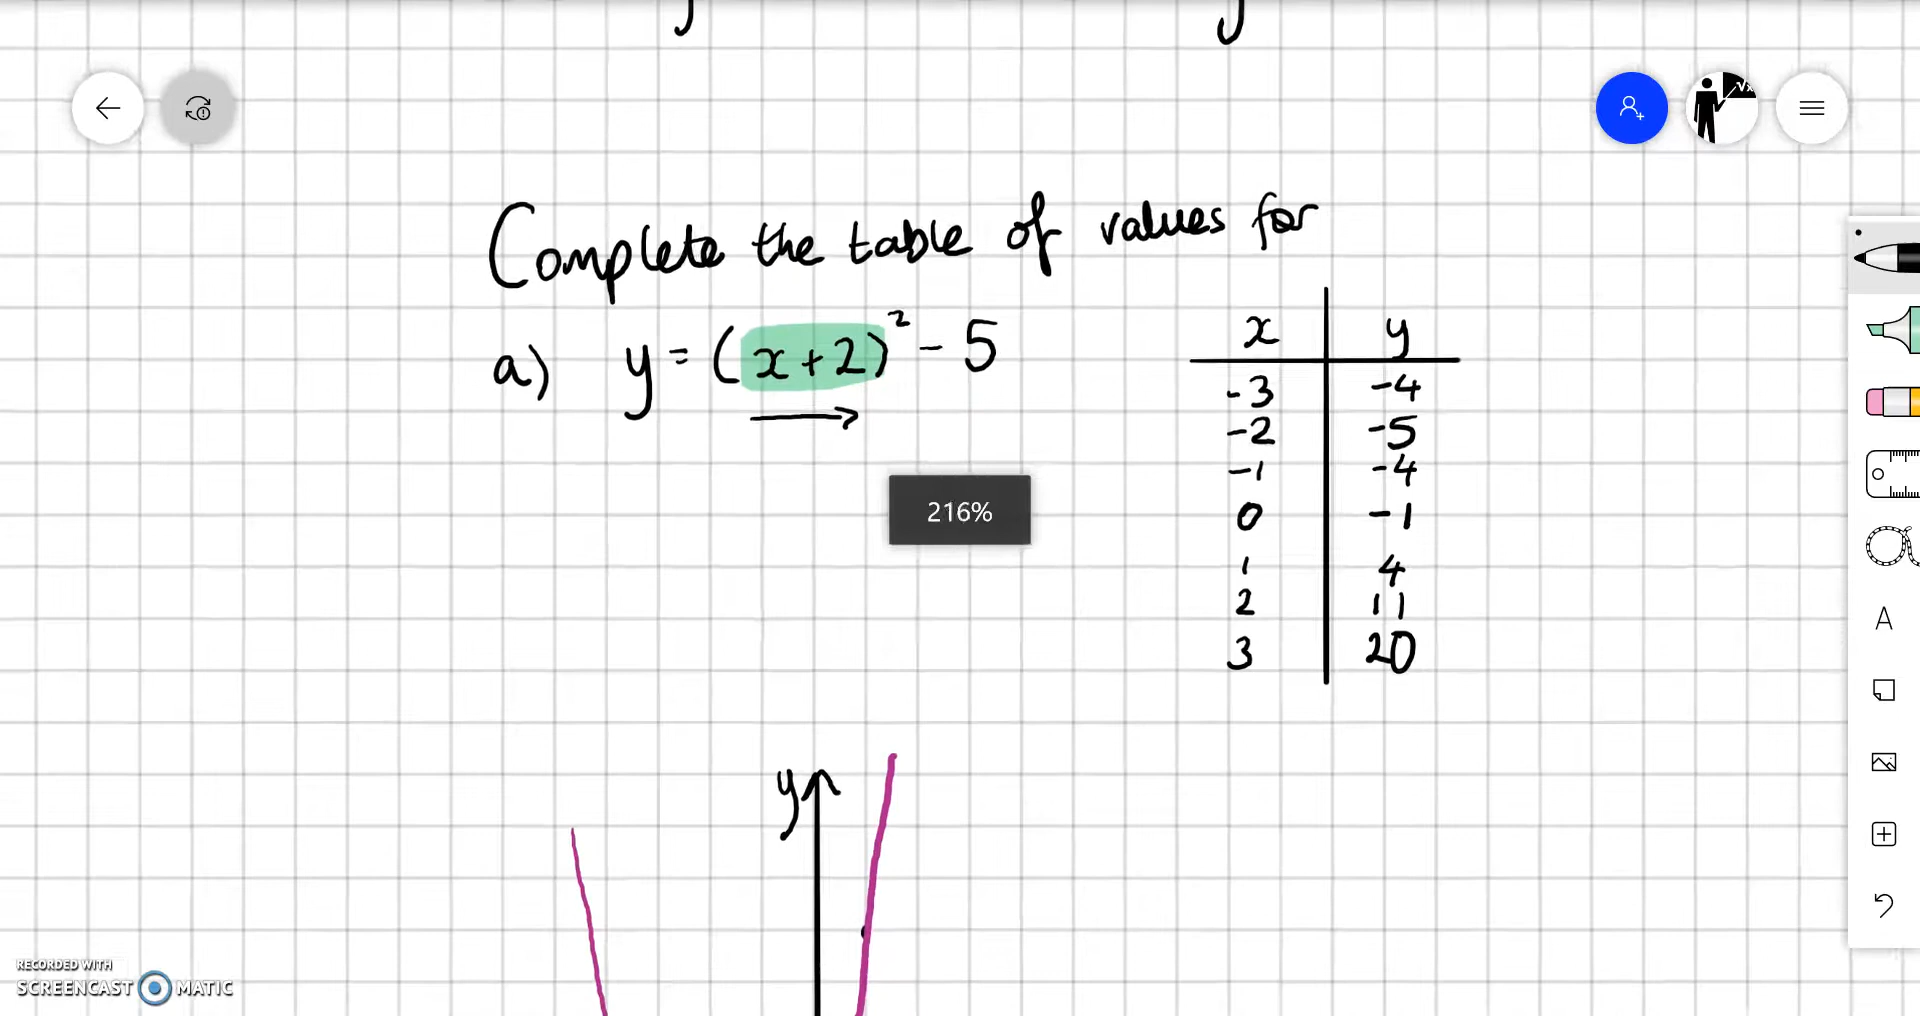 y y
√x
Complete the table of values for
a) y = (x+2)² - 5
x y
-3 -4
-2 -5
-1 -4
0 -1
216%
1 4
2 11
3 20
A
y
RECORDED WITH
SCREENCAST MATIC